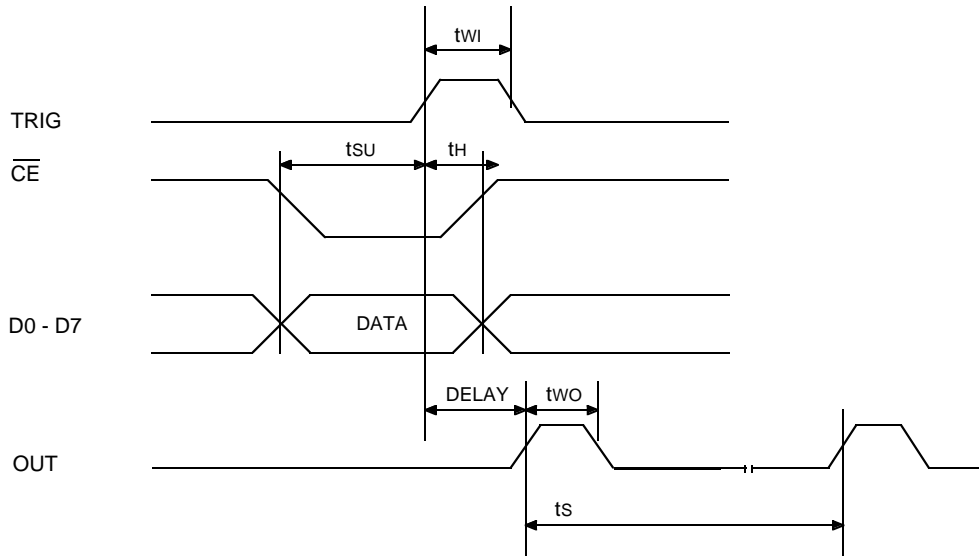 tWI
TRIG
tSU tH
CE
D0 - D7 DATA
DELAY tWO
OUT
tS